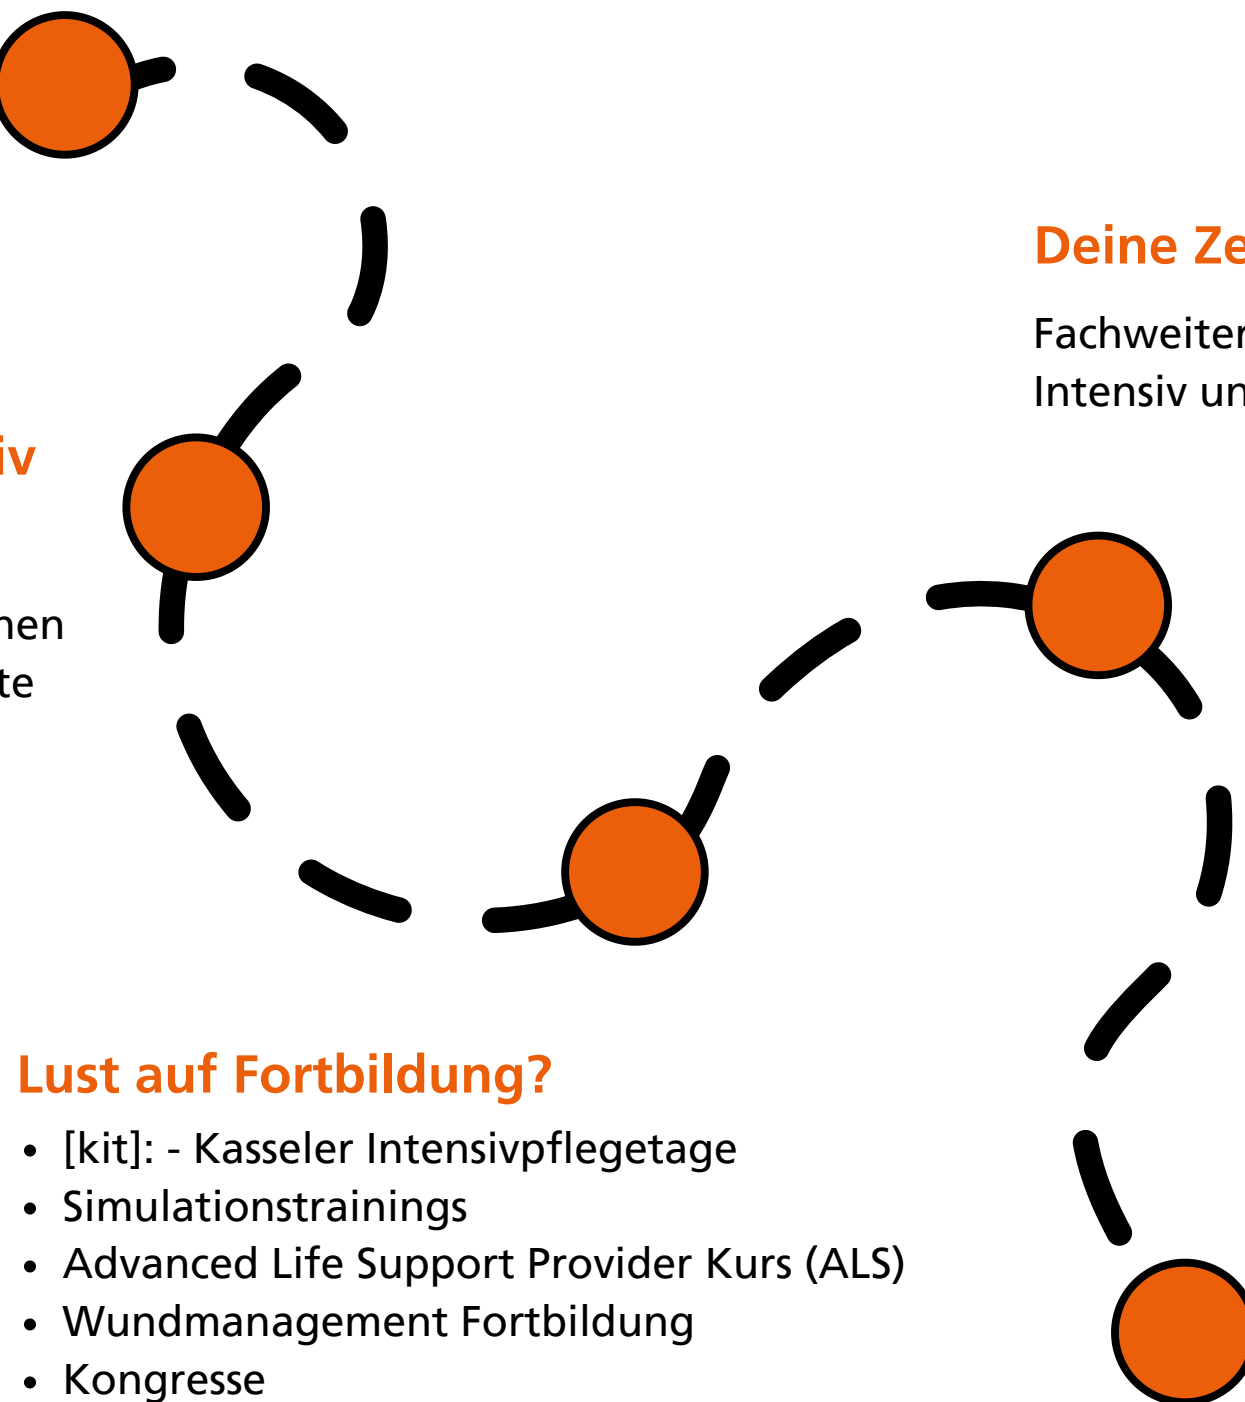 Deine Ze
Fachweiter
Intensiv un
iv
nen
te
Lust auf Fortbildung?
• [kit]: - Kasseler Intensivpflegetage
• Simulationstrainings
• Advanced Life Support Provider Kurs (ALS)
• Wundmanagement Fortbildung
• Kongresse